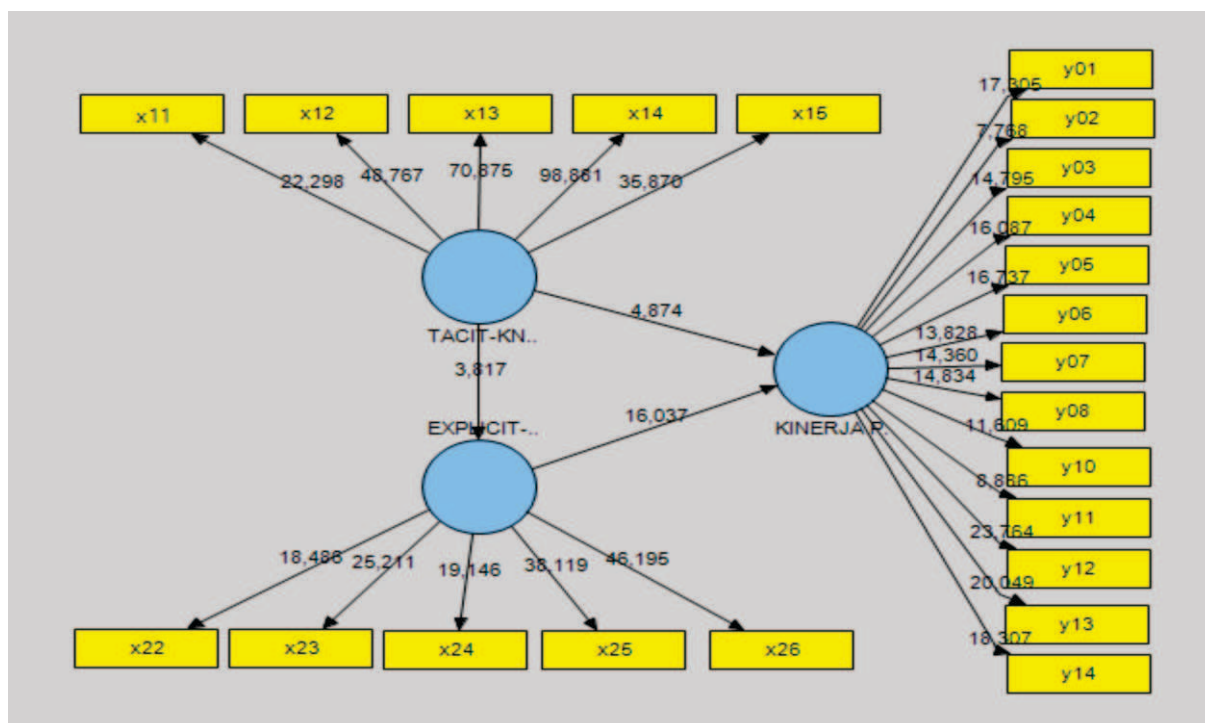 y01
17,305
x11
x12
x13
x14
x15
y02
7,768
y03
14,795
22,298
48,767
70,875
98,881
35,870
y04
16,087
y05
16,737
4,874
y06
13,828
TACIT-KN..
14,360
y07
3,817
14,834
y08
16,037
EXPLICIT-..
KINERJA P.
11,609
y10
8,886
y11
23,764
y12
18,486
25,211
19,146
38,119
46,195
20,049
y13
x22
x23
x24
x25
x26
18,307
y14